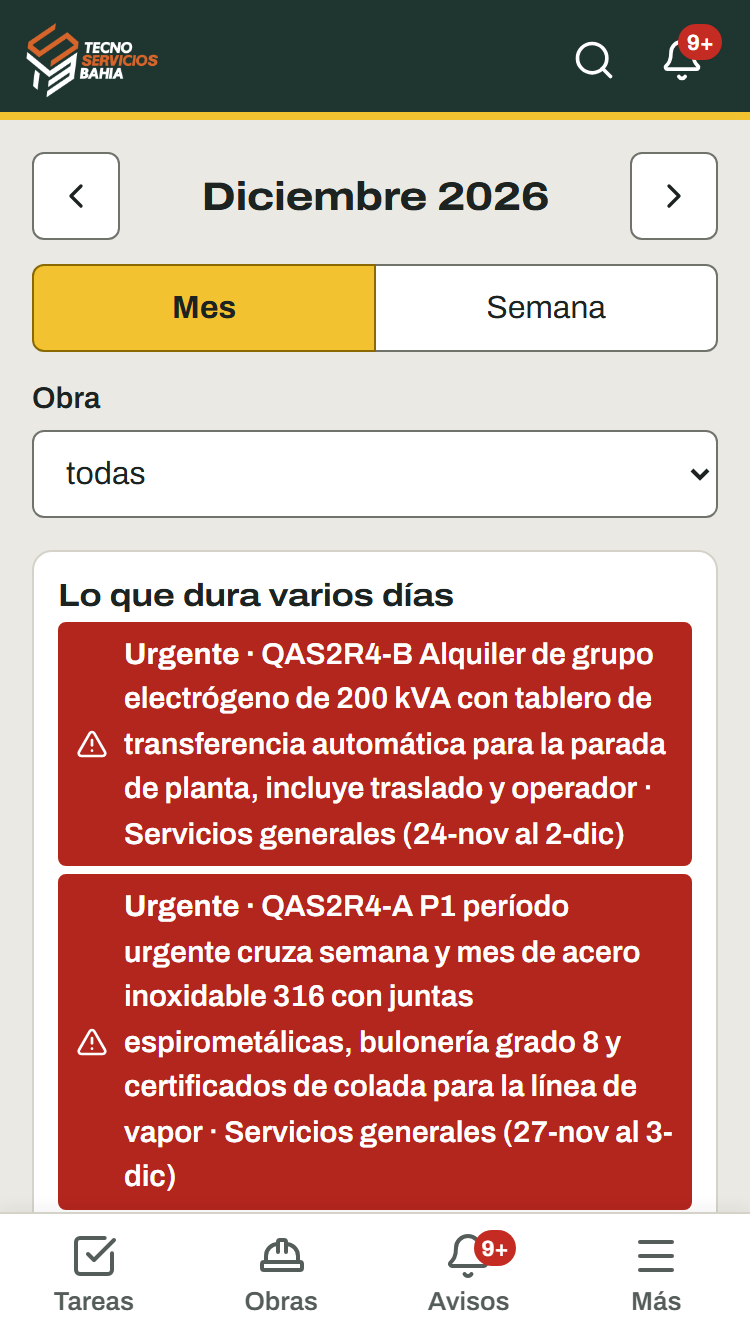 TECNO
SERVICIOS
BAHIA
9+
Diciembre 2026
Mes
Semana
Obra
todas
Lo que dura varios días
Urgente · QAS2R4-B Alquiler de grupo
electrógeno de 200 kVA con tablero de
transferencia automática para la parada
de planta, incluye traslado y operador ·
Servicios generales (24-nov al 2-dic)
Urgente · QAS2R4-A P1 período
urgente cruza semana y mes de acero
inoxidable 316 con juntas
espirometálicas, bulonería grado 8 y
certificados de colada para la línea de
vapor · Servicios generales (27-nov al 3-
dic)
9+
Tareas
Obras
Avisos
Más